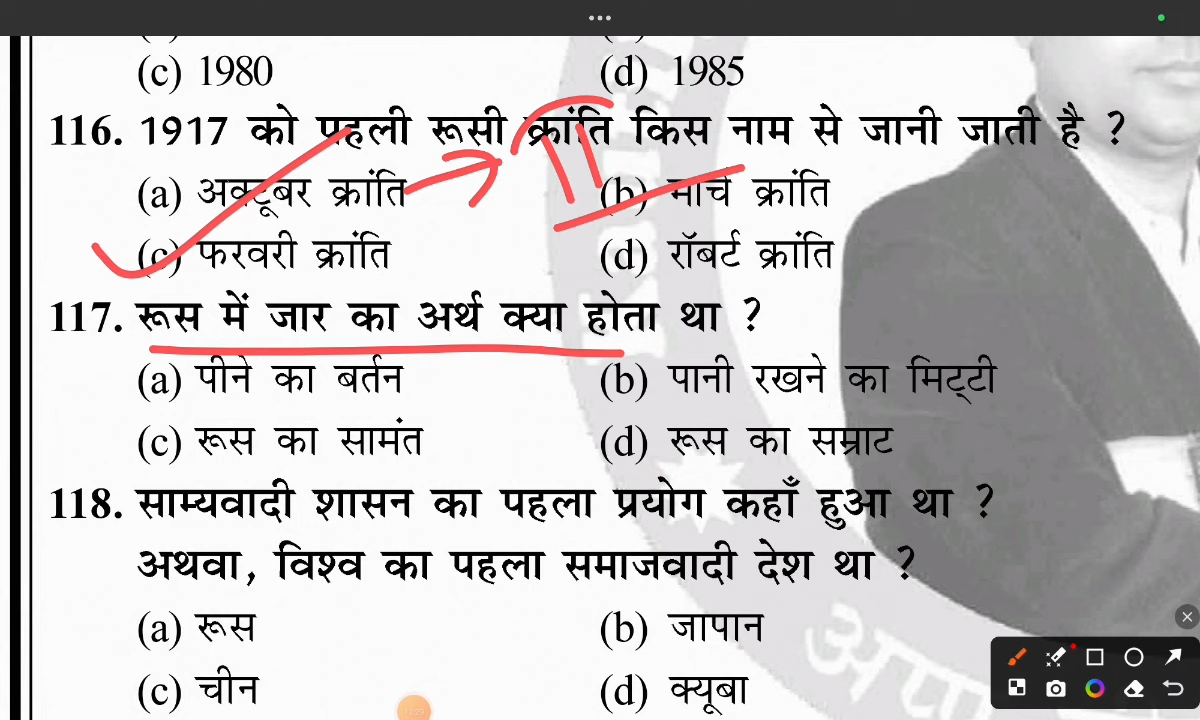 (c) 1980 (d) 1985
116. 1917 को पहली रूसी क्रांति किस नाम से जानी जाती है ?
(a) अक्टूबर क्रांति (b) मार्च क्रांति
(c) फरवरी क्रांति (d) रॉबर्ट क्रांति
117. रूस में जार का अर्थ क्या होता था ?
(a) पीने का बर्तन (b) पानी रखने का मिट्टी
(c) रूस का सामंत (d) रूस का सम्राट
118. साम्यवादी शासन का पहला प्रयोग कहाँ हुआ था ?
अथवा, विश्व का पहला समाजवादी देश था ?
(a) रूस (b) जापान
(c) चीन (d) क्यूबा